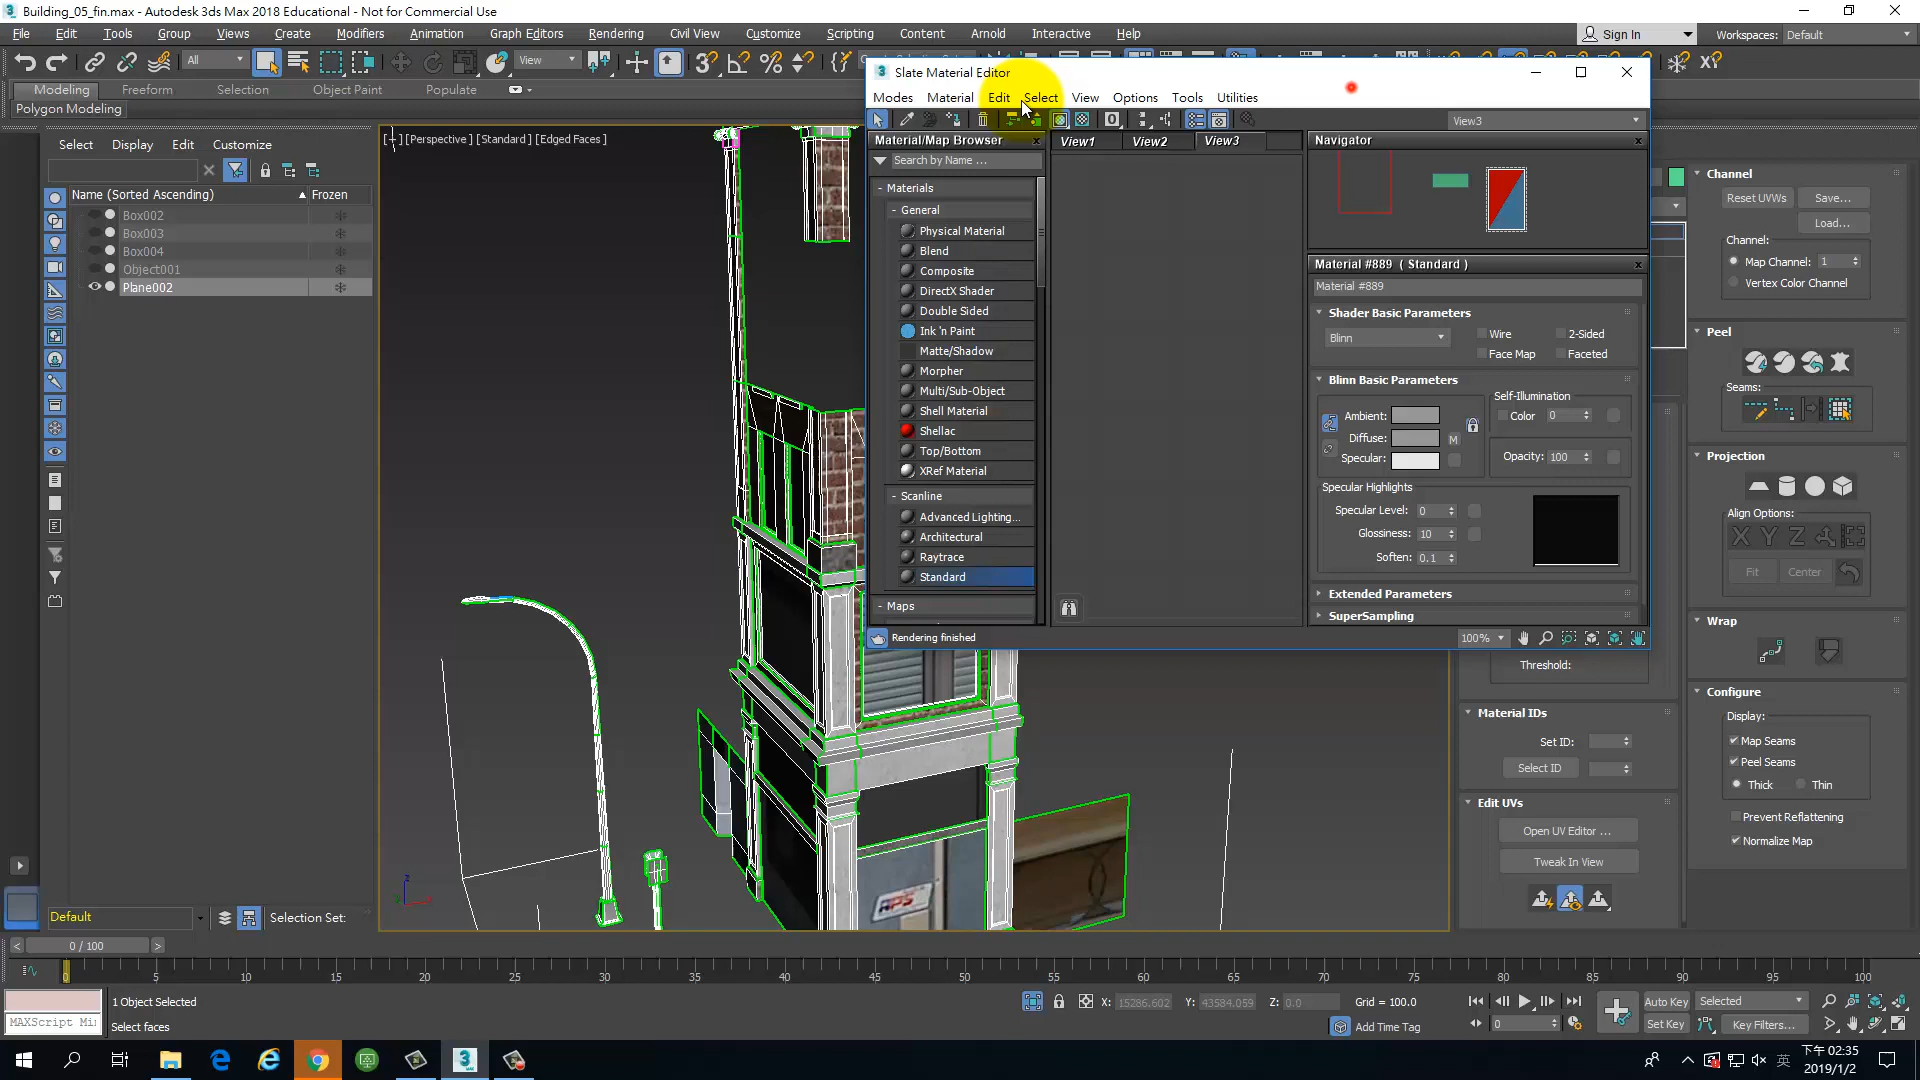 Building_05_fin.max - Autodesk 3ds Max 2018 Educational - Not for Commercial Use
File Edit Tools Group Views Create Modifiers Animation Graph Editors Rendering Civil View Customize Scripting Content Arnold Interactive Help
Sign In
Workspaces: Default
All
View
Modeling Freeform Selection Object Paint Populate
Polygon Modeling
Select Display Edit Customize
Name (Sorted Ascending) Frozen
Box002
Box003
Box004
Object001
Plane002
[+] [Perspective ] [Standard ] [Edged Faces ]
Slate Material Editor
Modes Material Edit Select View Options Tools Utilities
View3
Material/Map Browser
Search by Name ...
- Materials
- General
Physical Material
Blend
Composite
DirectX Shader
Double Sided
Ink 'n Paint
Matte/Shadow
Morpher
Multi/Sub-Object
Shell Material
Shellac
Top/Bottom
XRef Material
- Scanline
Advanced Lighting...
Architectural
Raytrace
Standard
- Maps
View1 View2 View3
Navigator
Material #889 ( Standard )
Material #889
Shader Basic Parameters
Blinn
Wire 2-Sided
Face Map Faceted
Blinn Basic Parameters
Self-Illumination
Ambient:
Color 0
Diffuse: M
Specular:
Opacity: 100
Specular Highlights
Specular Level: 0
Glossiness: 10
Soften: 0.1
Extended Parameters
SuperSampling
Rendering finished
100%
Channel
Reset UVWs Save...
Load...
Channel:
Map Channel: 1
Vertex Color Channel
Peel
Seams:
Projection
Align Options:
X Y Z
Fit Center
Wrap
Configure
Display:
Map Seams
Peel Seams
Thick Thin
Prevent Reflattening
Normalize Map
Threshold:
Material IDs
Set ID:
Select ID
Edit UVs
Open UV Editor ...
Tweak In View
APS
Default
Selection Set:
< 0 / 100 >
0 5 10 15 20 25 30 35 40 45 50 55 60 65 70 75 80 85 90 95 100
1 Object Selected
MAXScript Mi
Select faces
X: 15286.602 Y: 43584.059 Z: 0.0 Grid = 100.0
Add Time Tag
0
Auto Key Selected
Set Key Key Filters...
英
下午 02:35
2019/1/2